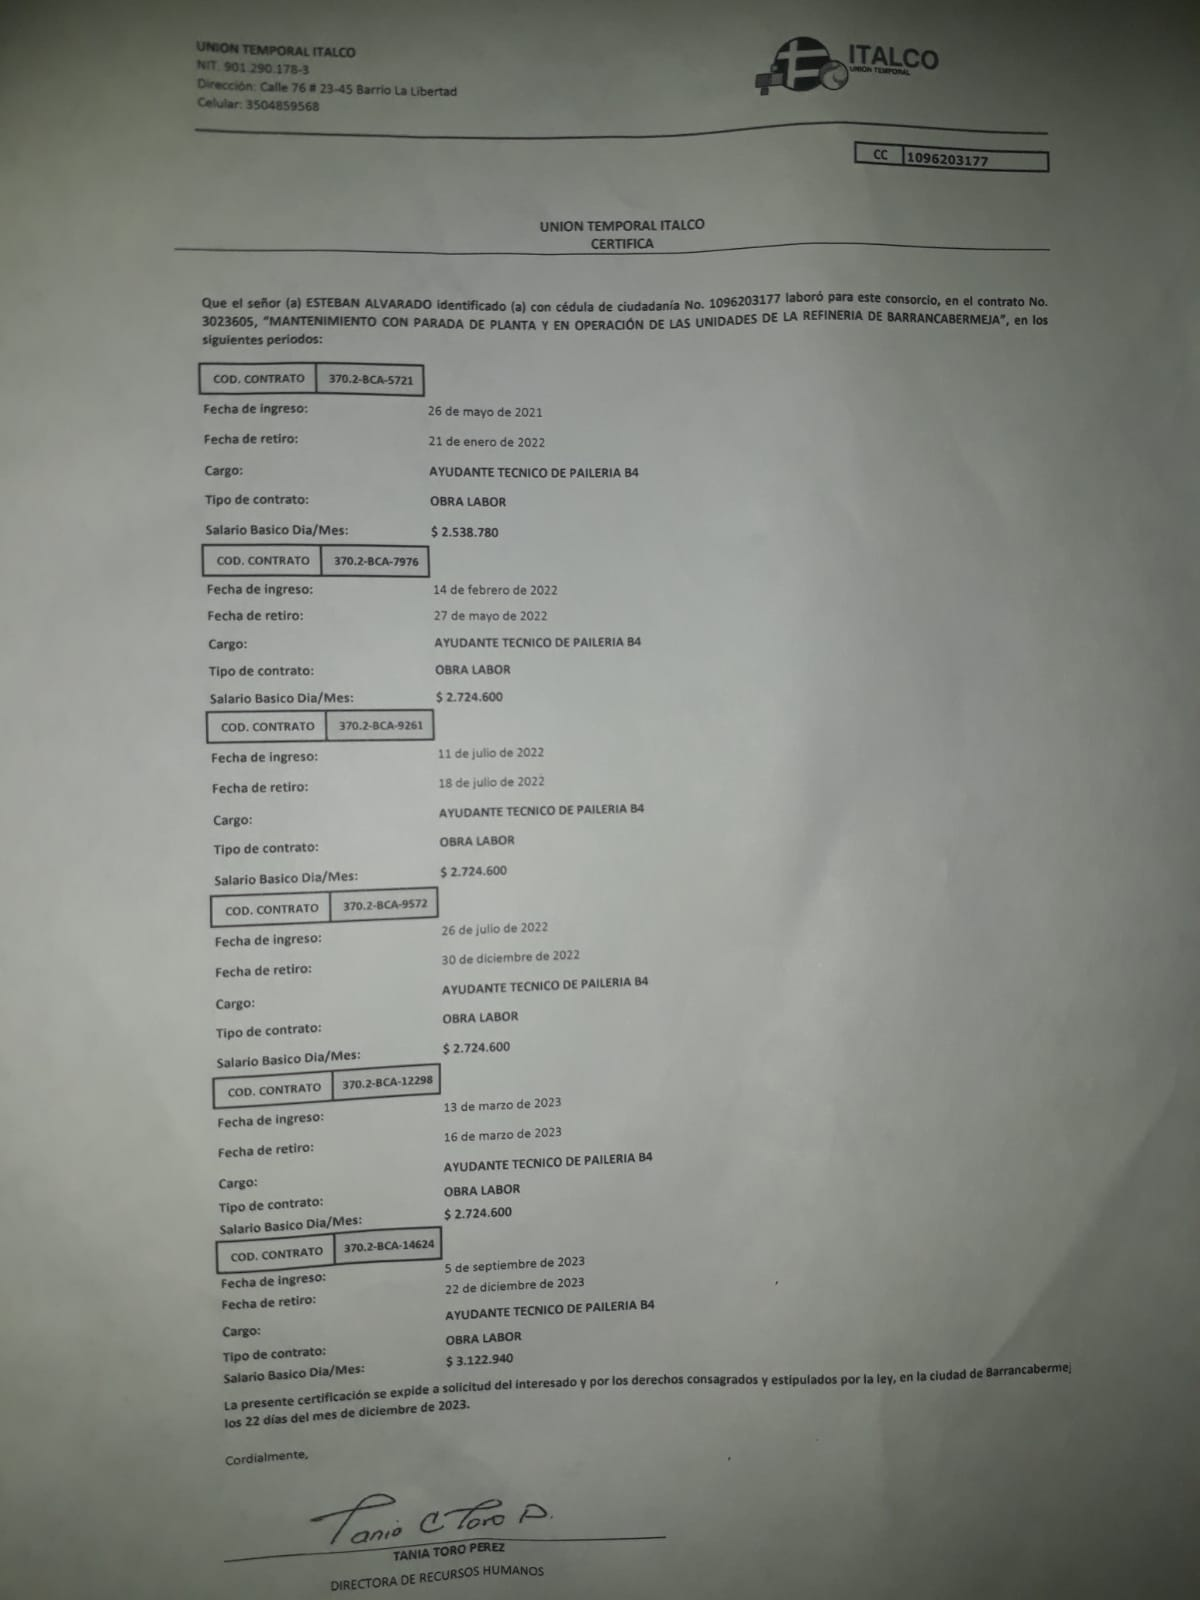 UNION TEMPORAL ITALCO
NIT. 901.290.178-3
Dirección: Calle 76 # 23-45 Barrio La Libertad
Celular: 3504859568
ITALCO
UNION TEMPORAL
CC 1096203177
UNION TEMPORAL ITALCO
CERTIFICA
Que el señor (a) ESTEBAN ALVARADO identificado (a) con cédula de ciudadanía No. 1096203177 laboró para este consorcio, en el contrato No.
3023605, "MANTENIMIENTO CON PARADA DE PLANTA Y EN OPERACIÓN DE LAS UNIDADES DE LA REFINERIA DE BARRANCABERMEJA", en los
siguientes periodos:
COD. CONTRATO 370.2-BCA-5721
Fecha de ingreso: 26 de mayo de 2021
Fecha de retiro: 21 de enero de 2022
Cargo: AYUDANTE TECNICO DE PAILERIA B4
Tipo de contrato: OBRA LABOR
Salario Basico Dia/Mes: $ 2.538.780
COD. CONTRATO 370.2-BCA-7976
Fecha de ingreso: 14 de febrero de 2022
Fecha de retiro: 27 de mayo de 2022
Cargo: AYUDANTE TECNICO DE PAILERIA B4
Tipo de contrato: OBRA LABOR
Salario Basico Dia/Mes: $ 2.724.600
COD. CONTRATO 370.2-BCA-9261
Fecha de ingreso: 11 de julio de 2022
Fecha de retiro: 18 de julio de 2022
Cargo: AYUDANTE TECNICO DE PAILERIA B4
Tipo de contrato: OBRA LABOR
Salario Basico Dia/Mes: $ 2.724.600
COD. CONTRATO 370.2-BCA-9572
Fecha de ingreso: 26 de julio de 2022
Fecha de retiro: 30 de diciembre de 2022
Cargo: AYUDANTE TECNICO DE PAILERIA B4
Tipo de contrato: OBRA LABOR
Salario Basico Dia/Mes: $ 2.724.600
COD. CONTRATO 370.2-BCA-12298
Fecha de ingreso: 13 de marzo de 2023
Fecha de retiro: 16 de marzo de 2023
Cargo: AYUDANTE TECNICO DE PAILERIA B4
Tipo de contrato: OBRA LABOR
Salario Basico Dia/Mes: $ 2.724.600
COD. CONTRATO 370.2-BCA-14624
Fecha de ingreso: 5 de septiembre de 2023
Fecha de retiro: 22 de diciembre de 2023
Cargo: AYUDANTE TECNICO DE PAILERIA B4
Tipo de contrato: OBRA LABOR
Salario Basico Dia/Mes: $ 3.122.940
La presente certificación se expide a solicitud del interesado y por los derechos consagrados y estipulados por la ley, en la ciudad de Barrancabermej
los 22 días del mes de diciembre de 2023.
Cordialmente,
Tania C Toro P.
TANIA TORO PEREZ
DIRECTORA DE RECURSOS HUMANOS